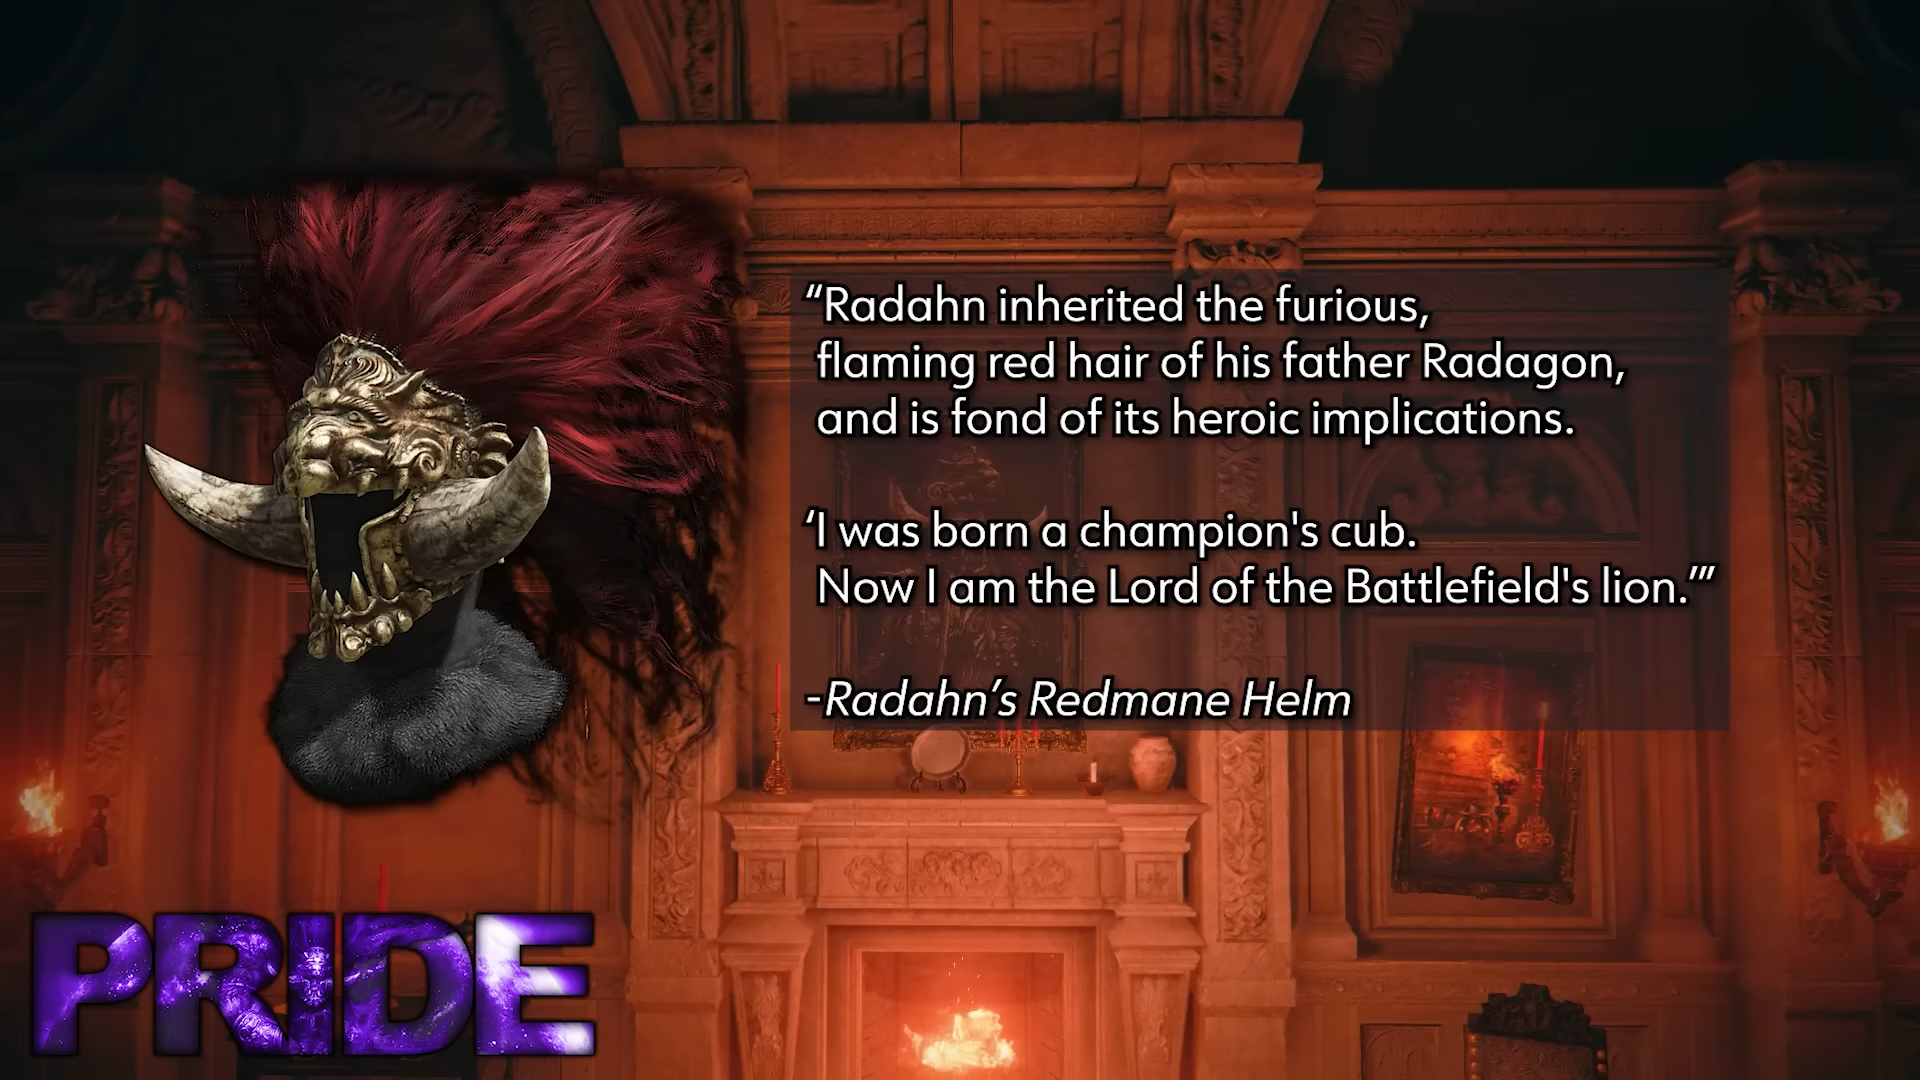 “Radahn inherited the furious,
flaming red hair of his father Radagon,
and is fond of its heroic implications.
‘I was born a champion's cub.
Now I am the Lord of the Battlefield's lion.’”
-Radahn’s Redmane Helm
PRIDE